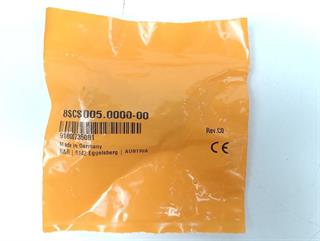 8SCS005.0000-00
Rev.C0
Made in Germany
B&R | 5142 Eggelsberg | AUSTRIA
CE